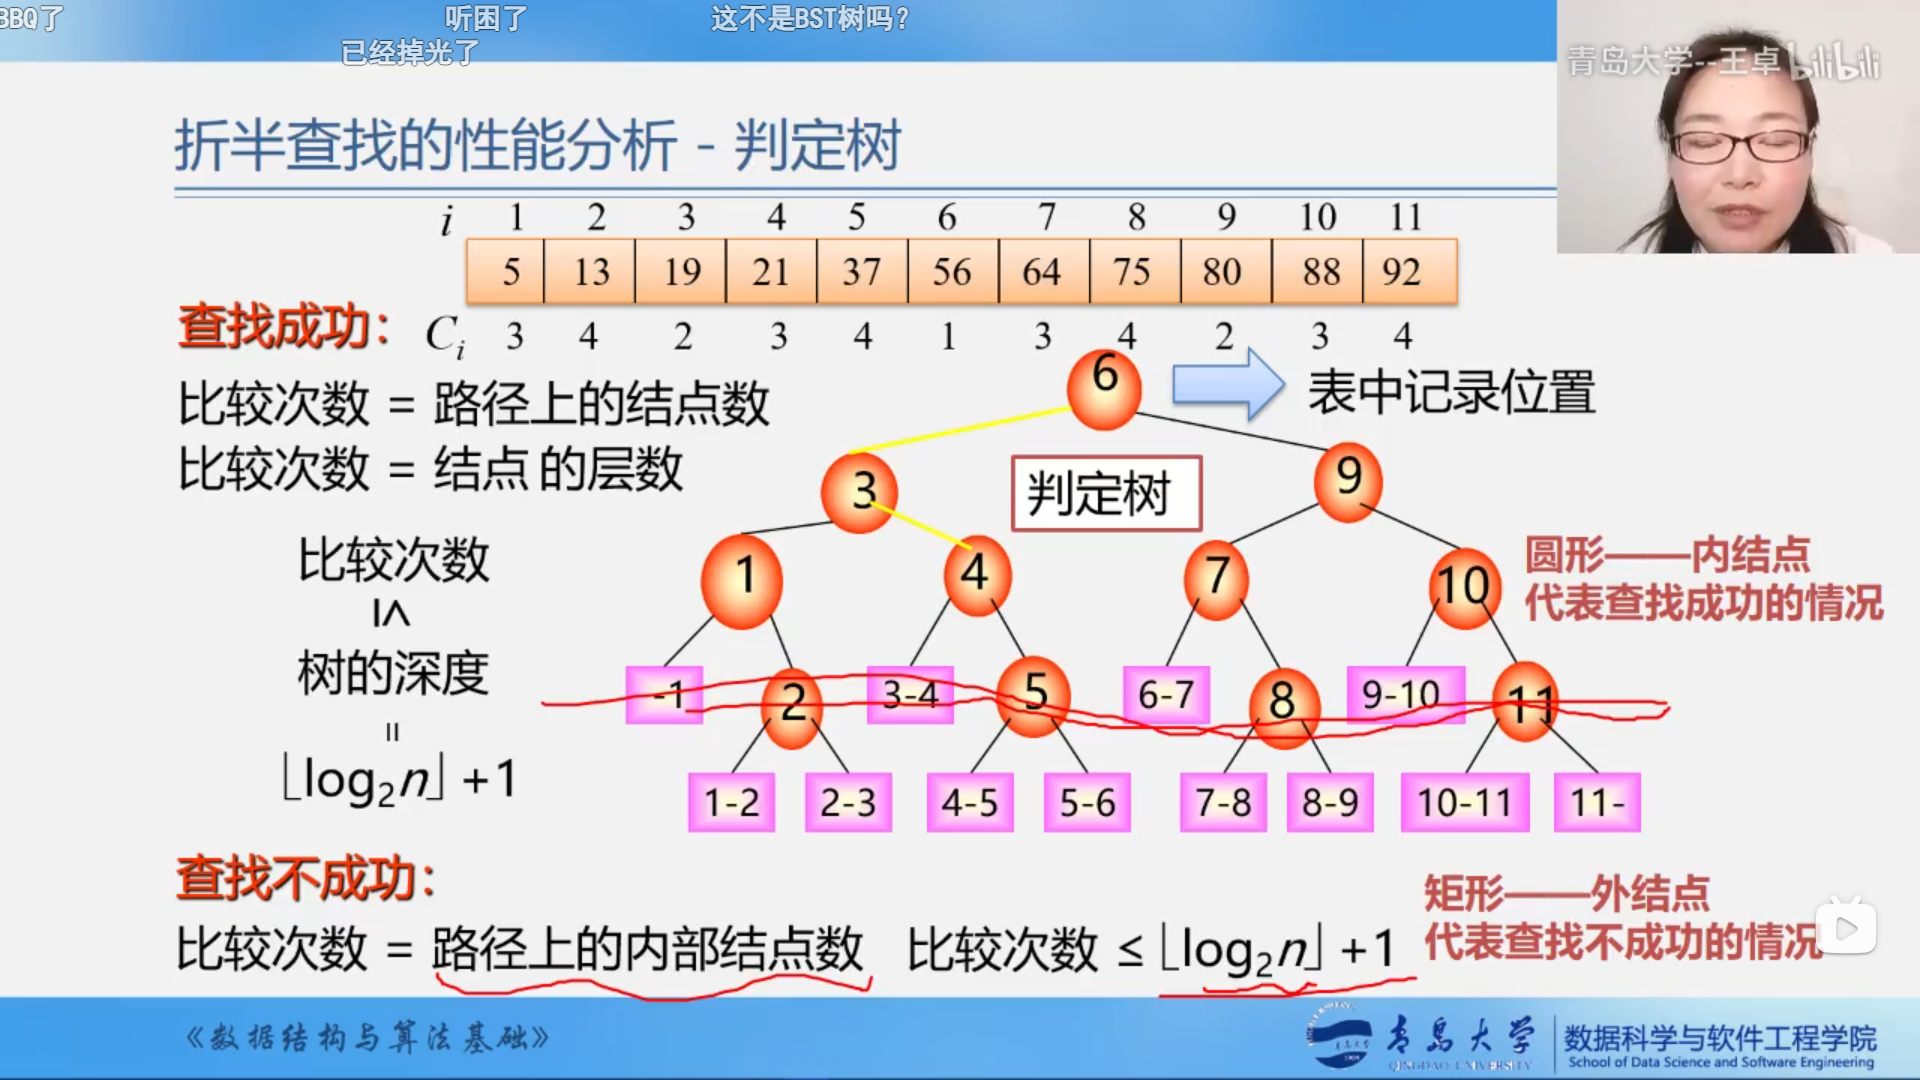 BBQ了
听困了
这不是BST树吗？
已经掉光了
青岛大学--王卓 bilibili
折半查找的性能分析 - 判定树
i 1 2 3 4 5 6 7 8 9 10 11
5 13 19 21 37 56 64 75 80 88 92
查找成功：
Ci 3 4 2 3 4 1 3 4 2 3 4
比较次数 = 路径上的结点数
比较次数 = 结点 的层数
6
表中记录位置
3
判定树
9
比较次数
≤
树的深度
=
⌊log₂n⌋ +1
1
4
7
10
圆形——内结点
代表查找成功的情况
-1
2
3-4
5
6-7
8
9-10
11
1-2
2-3
4-5
5-6
7-8
8-9
10-11
11-
查找不成功：
比较次数 = 路径上的内部结点数
比较次数 ≤ ⌊log₂n⌋ +1
矩形——外结点
代表查找不成功的情况
《数据结构与算法基础》
青岛大学
QINGDAO UNIVERSITY
数据科学与软件工程学院
School of Data Science and Software Engineering